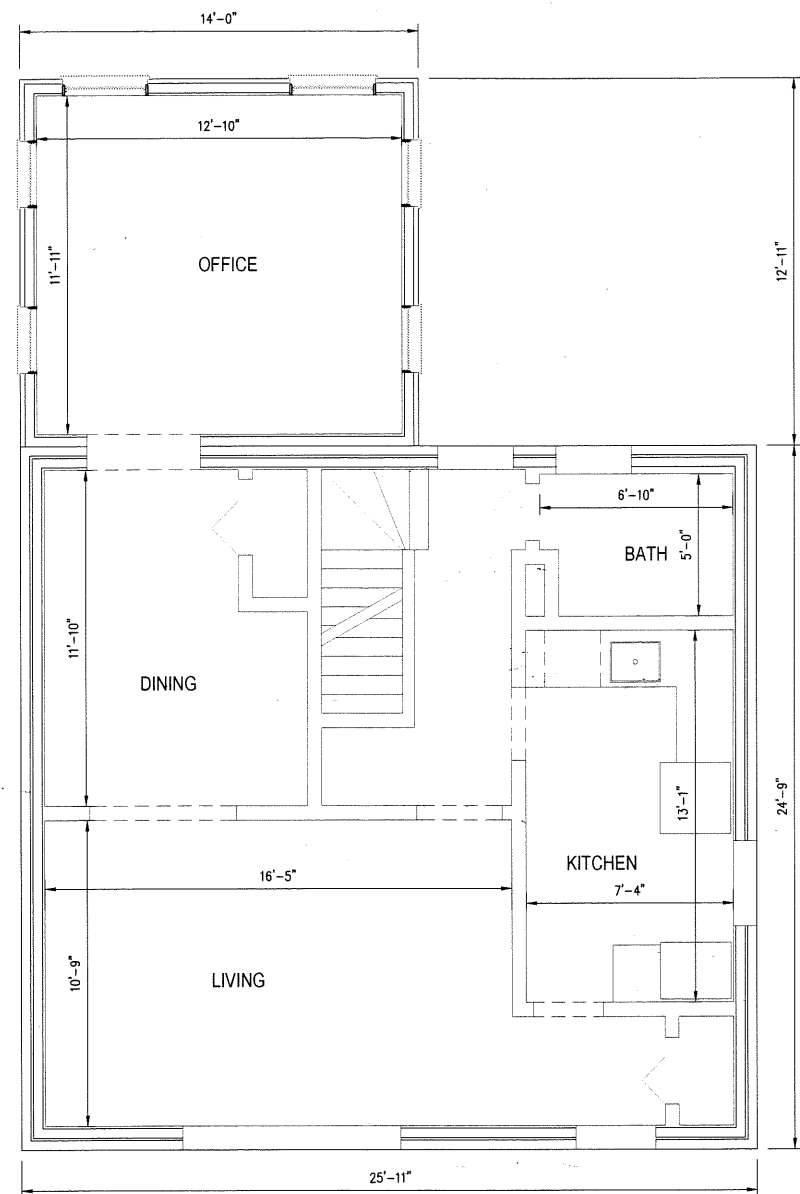 14'-0"
12'-10"
11'-11"
OFFICE
12'-11"
6'-10"
BATH
5'-0"
11'-10"
DINING
13'-1"
24'-9"
KITCHEN
16'-5"
7'-4"
10'-9"
LIVING
25'-11"